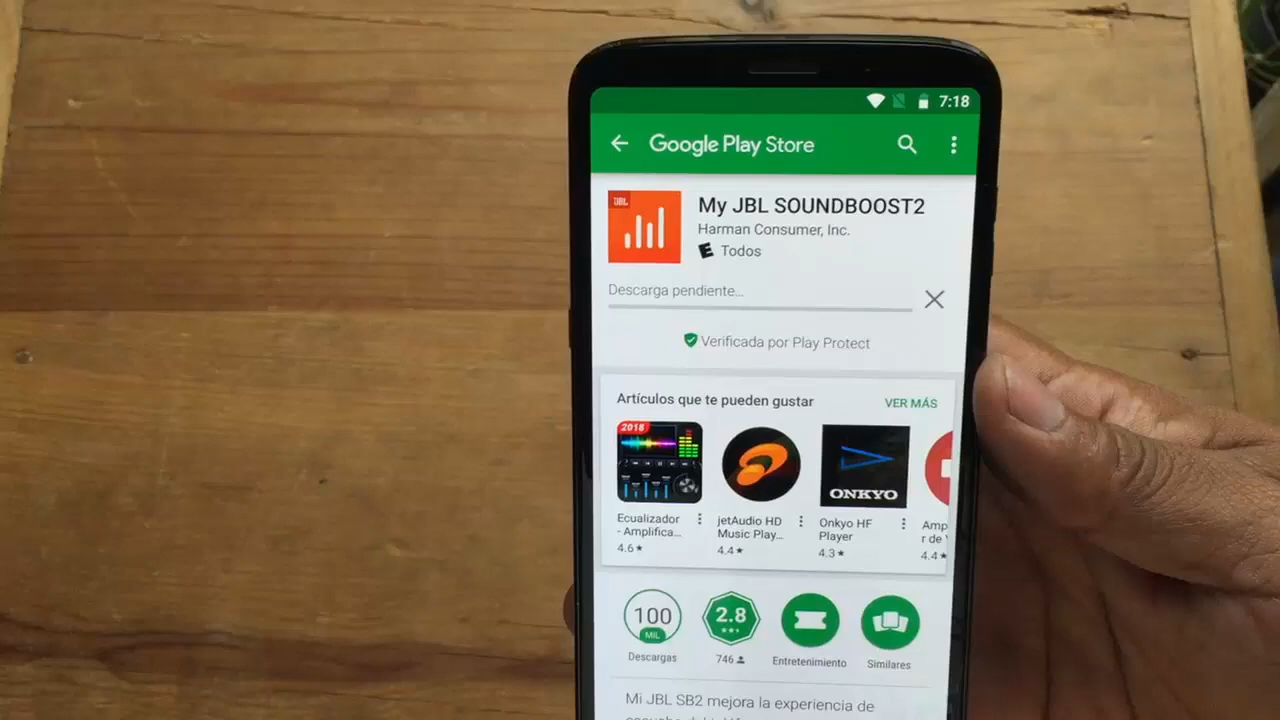 7:18
Google Play Store
JBL
My JBL SOUNDBOOST2
Harman Consumer, Inc.
E Todos
Descarga pendiente...
Verificada por Play Protect
Artículos que te pueden gustar
VER MÁS
2018
ONKYO
Ecualizador
- Amplifica...
4.6★
jetAudio HD
Music Play...
4.4★
Onkyo HF
Player
4.3★
Amp
r de
4.4★
100
MIL
Descargas
2.8
746
Entretenimiento
Similares
Mi JBL SB2 mejora la experiencia de